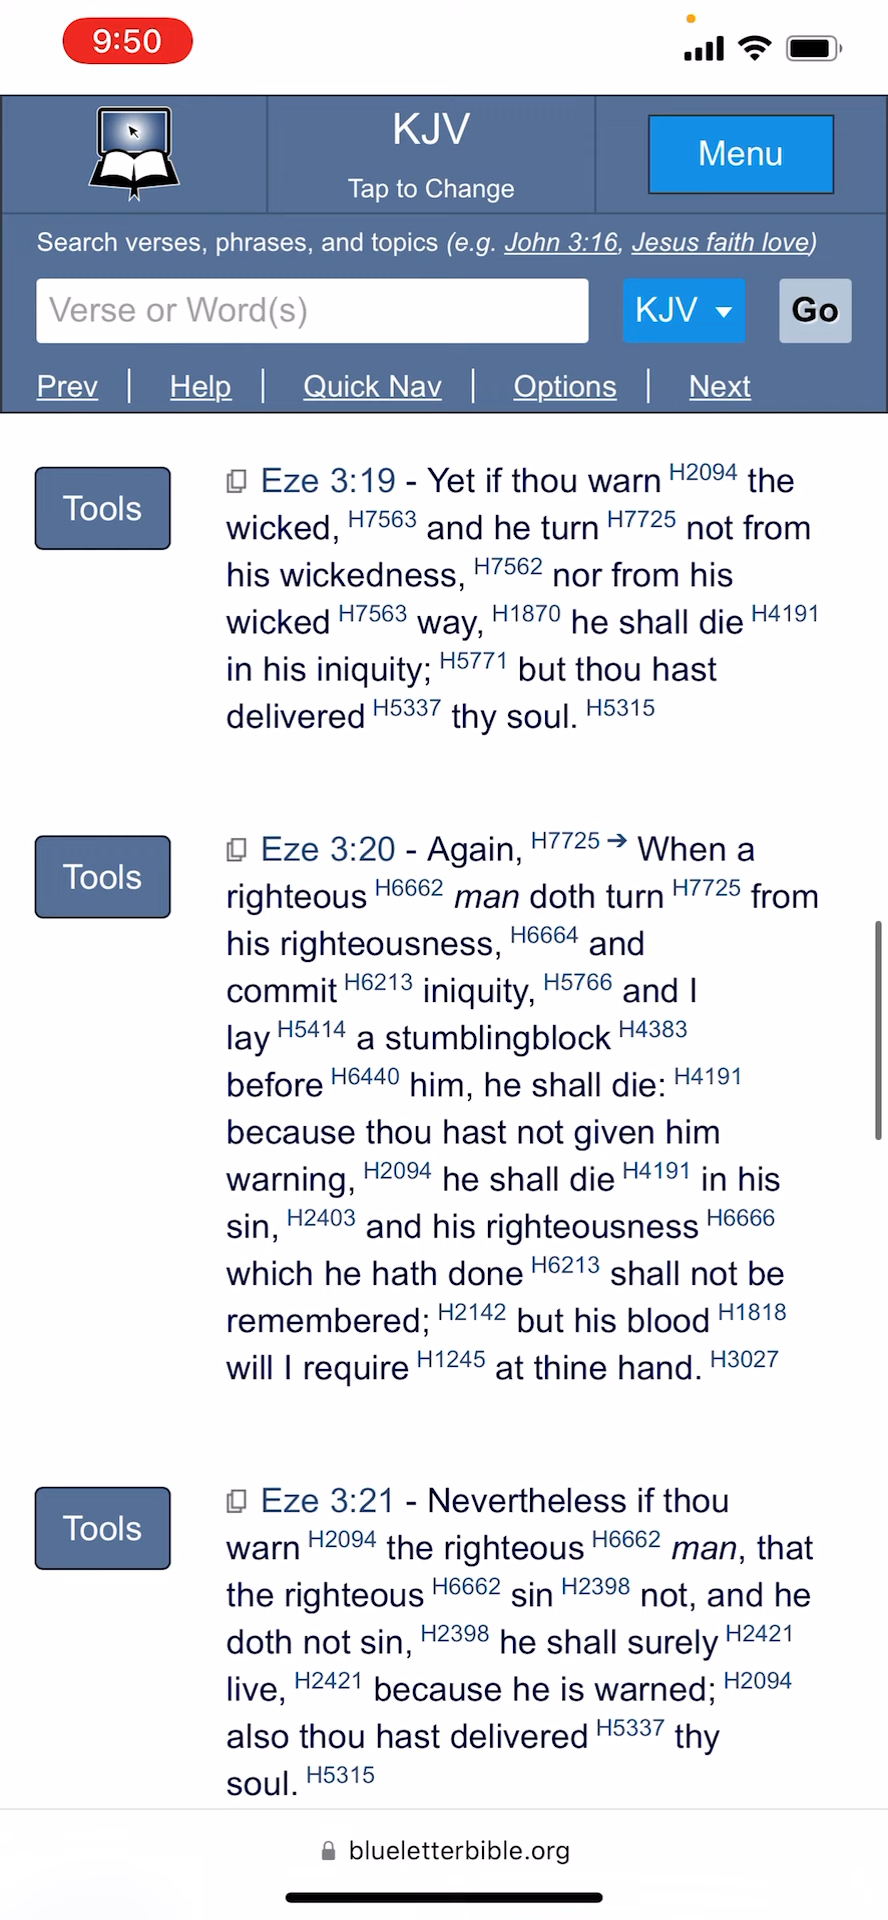 9:50
KJV
Tap to Change
Menu
Search verses, phrases, and topics (e.g. John 3:16, Jesus faith love)
Verse or Word(s)
KJV
Go
Prev | Help | Quick Nav | Options | Next
Tools
Eze 3:19 - Yet if thou warn H2094 the
wicked, H7563 and he turn H7725 not from
his wickedness, H7562 nor from his
wicked H7563 way, H1870 he shall die H4191
in his iniquity; H5771 but thou hast
delivered H5337 thy soul. H5315
Tools
Eze 3:20 - Again, H7725 → When a
righteous H6662 man doth turn H7725 from
his righteousness, H6664 and
commit H6213 iniquity, H5766 and I
lay H5414 a stumblingblock H4383
before H6440 him, he shall die: H4191
because thou hast not given him
warning, H2094 he shall die H4191 in his
sin, H2403 and his righteousness H6666
which he hath done H6213 shall not be
remembered; H2142 but his blood H1818
will I require H1245 at thine hand. H3027
Tools
Eze 3:21 - Nevertheless if thou
warn H2094 the righteous H6662 man, that
the righteous H6662 sin H2398 not, and he
doth not sin, H2398 he shall surely H2421
live, H2421 because he is warned; H2094
also thou hast delivered H5337 thy
soul. H5315
blueletterbible.org